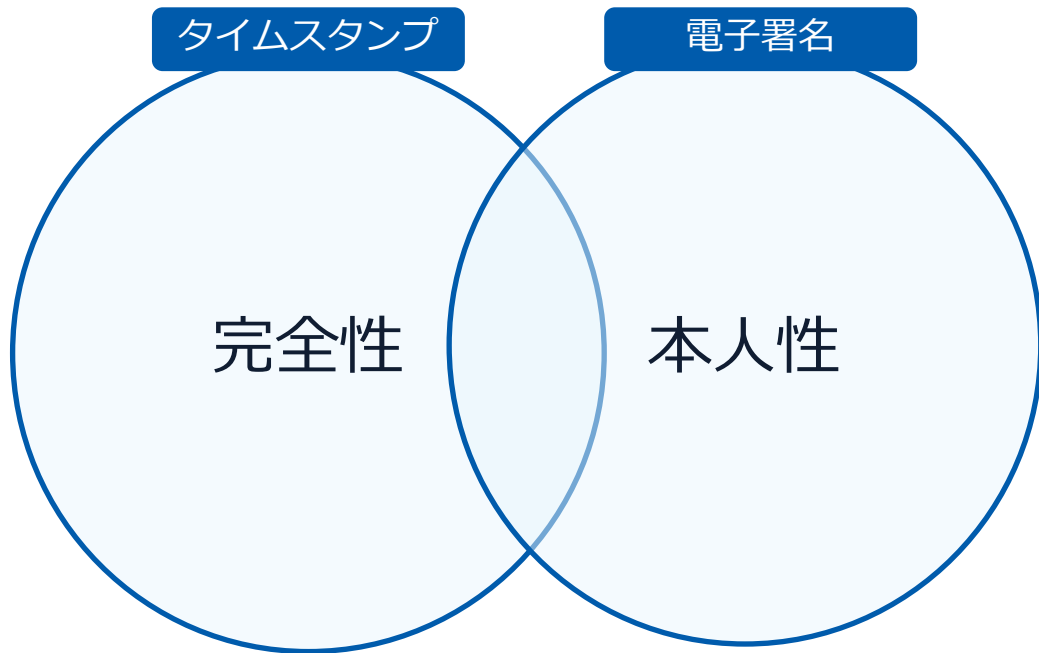 タイムスタンプ
電子署名
完全性
本人性